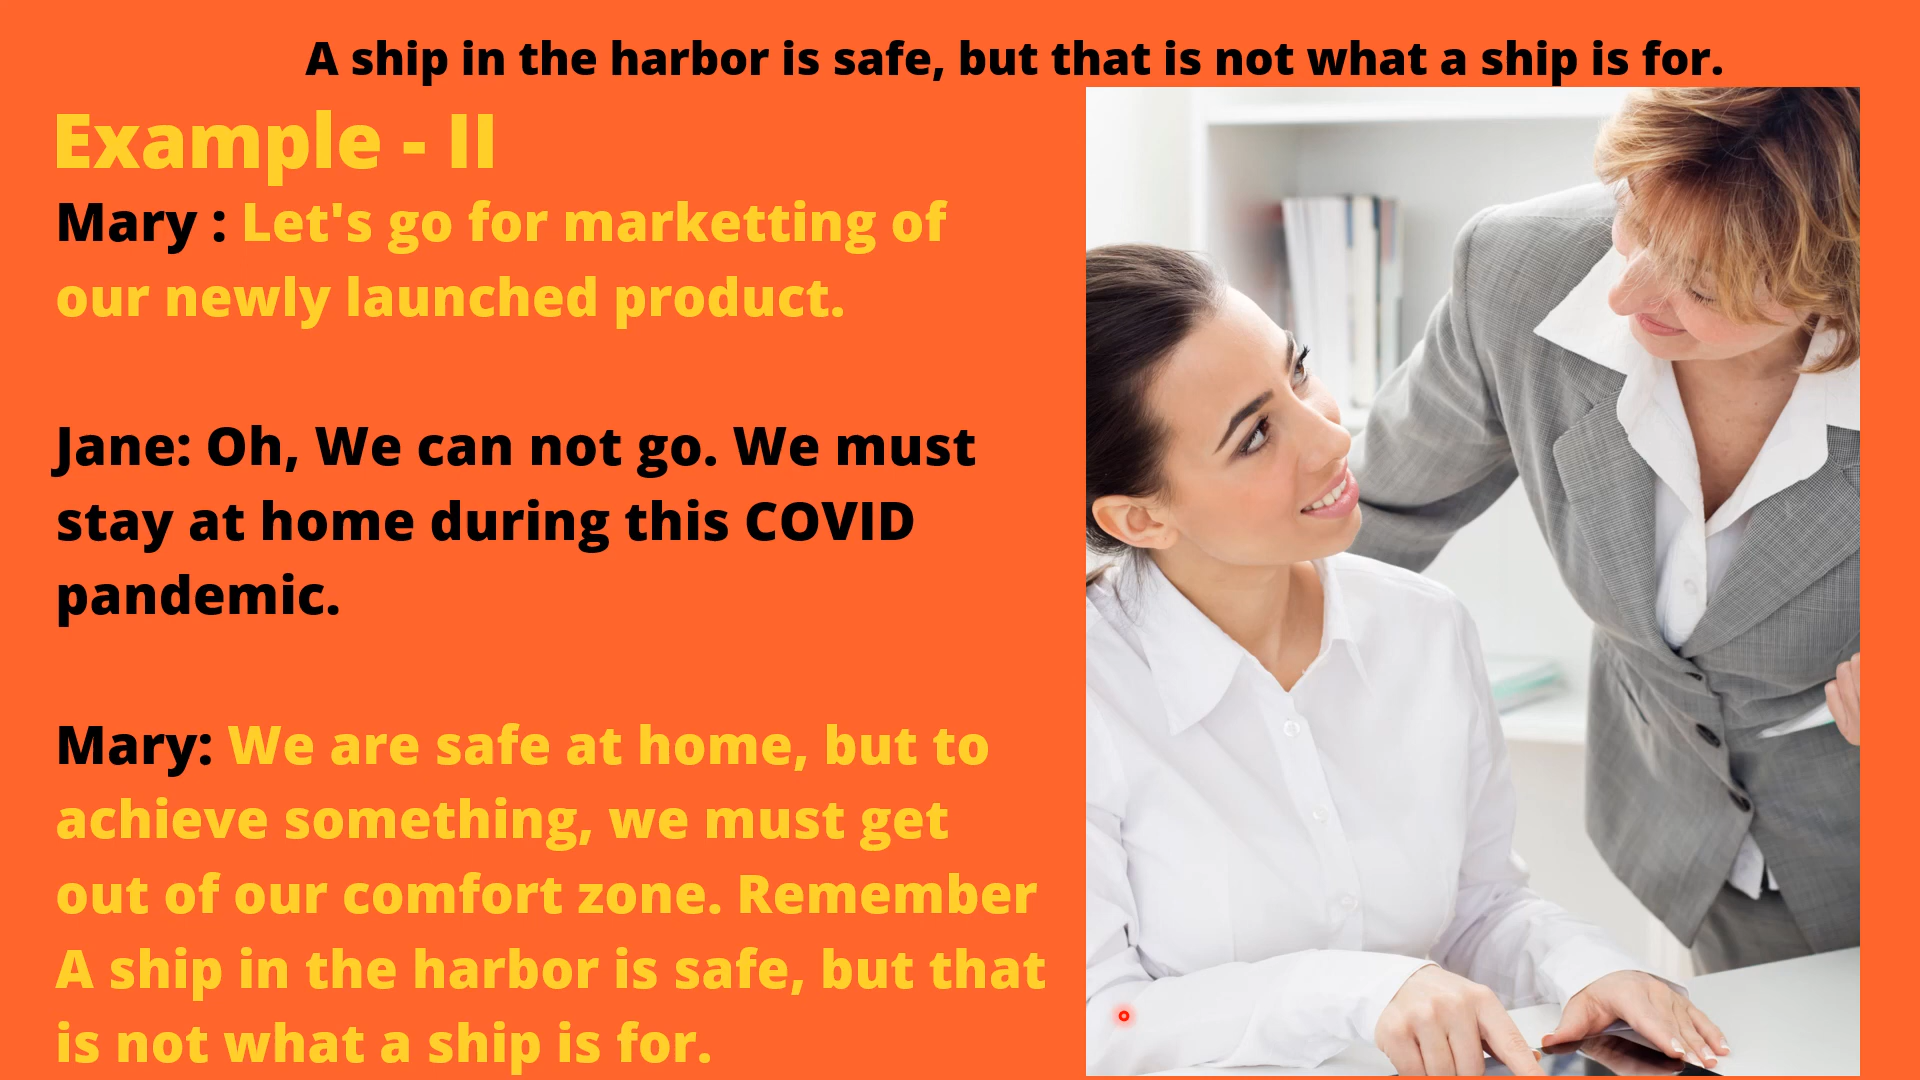 A ship in the harbor is safe, but that is not what a ship is for.
Example - II
Mary : Let's go for marketting of
our newly launched product.
Jane: Oh, We can not go. We must
stay at home during this COVID
pandemic.
Mary: We are safe at home, but to
achieve something, we must get
out of our comfort zone. Remember
A ship in the harbor is safe, but that
is not what a ship is for.